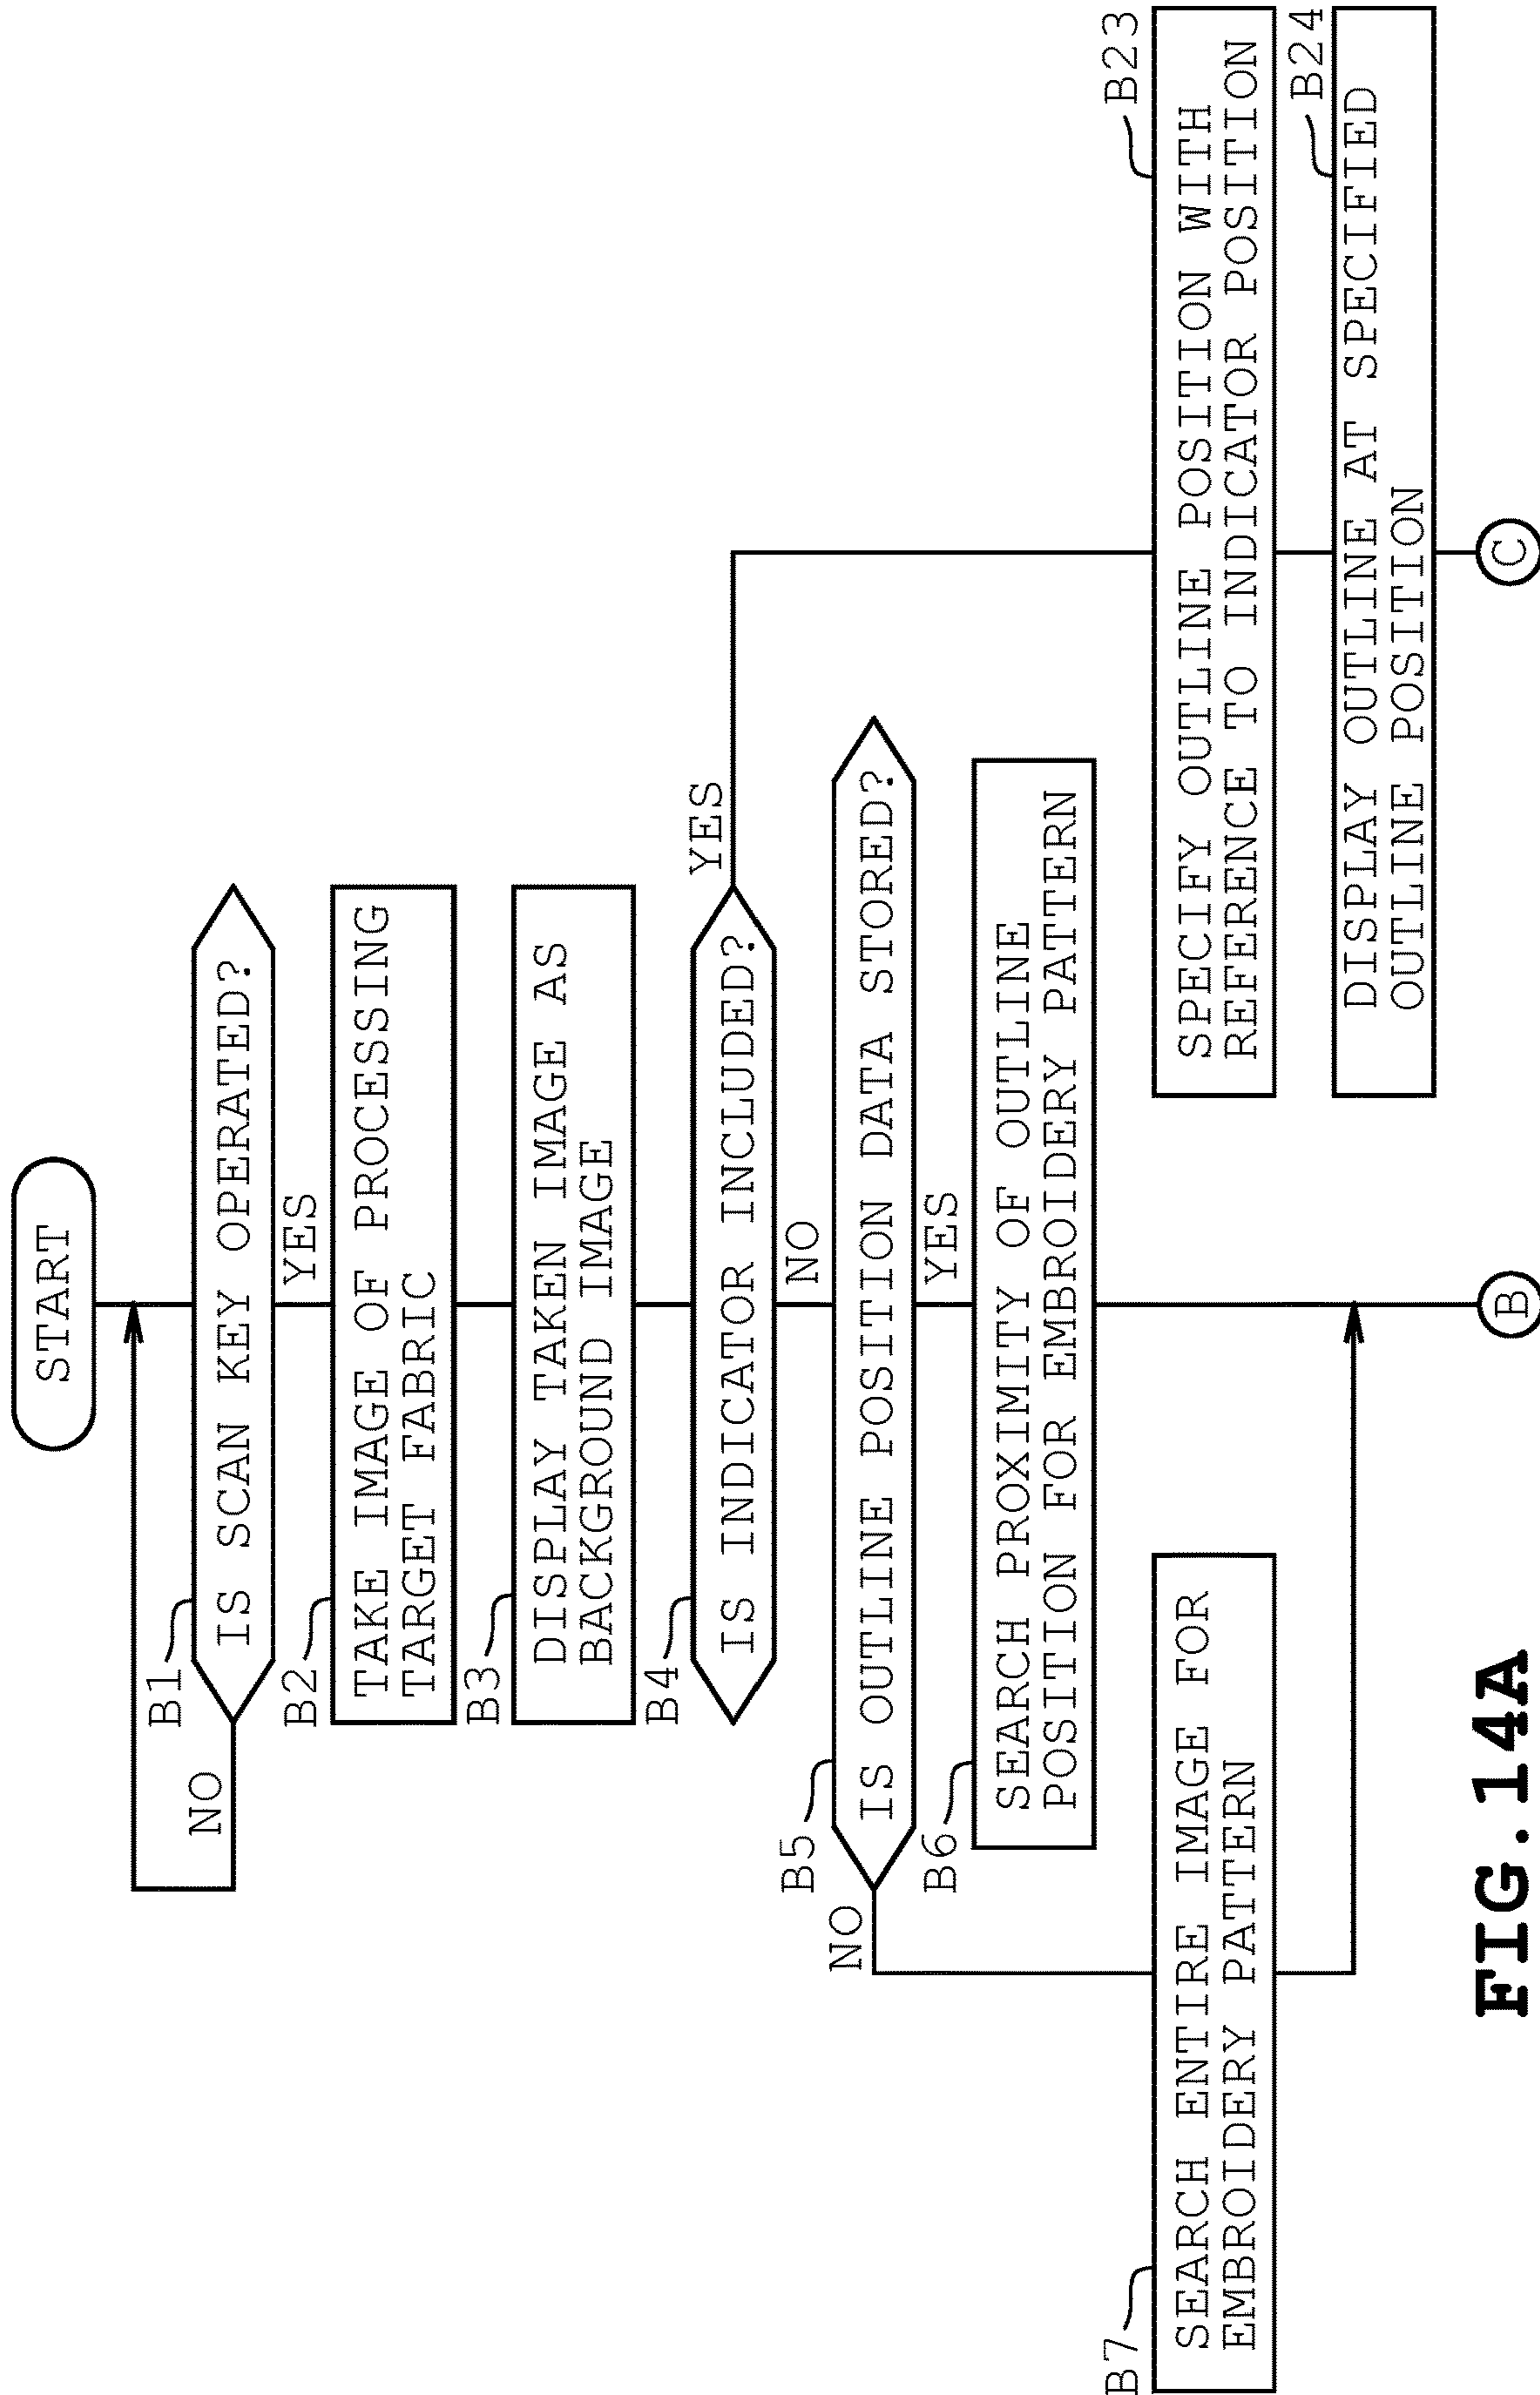 START
B1
IS SCAN KEY OPERATED?
NO
YES
B2
TAKE IMAGE OF PROCESSING
TARGET FABRIC
B3
DISPLAY TAKEN IMAGE AS
BACKGROUND IMAGE
B4
IS INDICATOR INCLUDED?
YES
NO
B5
IS OUTLINE POSITION DATA STORED?
NO
YES
B6
SEARCH PROXIMITY OF OUTLINE
POSITION FOR EMBROIDERY PATTERN
B7
SEARCH ENTIRE IMAGE FOR
EMBROIDERY PATTERN
B23
SPECIFY OUTLINE POSITION WITH
REFERENCE TO INDICATOR POSITION
B24
DISPLAY OUTLINE AT SPECIFIED
OUTLINE POSITION
B
C
FIG.14A